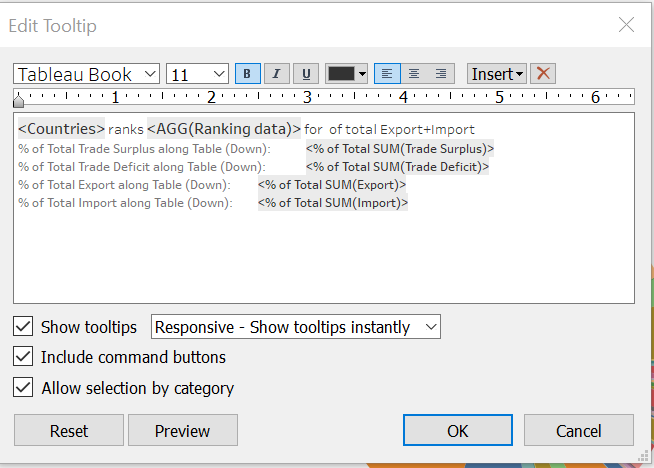 Edit Tooltip
Tableau Book 11 B I U Insert
1 2 3 4 5 6
<Countries> ranks <AGG(Ranking data)> for  of total Export+Import
% of Total Trade Surplus along Table (Down): <% of Total SUM(Trade Surplus)>
% of Total Trade Deficit along Table (Down): <% of Total SUM(Trade Deficit)>
% of Total Export along Table (Down): <% of Total SUM(Export)>
% of Total Import along Table (Down): <% of Total SUM(Import)>
Show tooltips Responsive - Show tooltips instantly
Include command buttons
Allow selection by category
Reset Preview OK Cancel